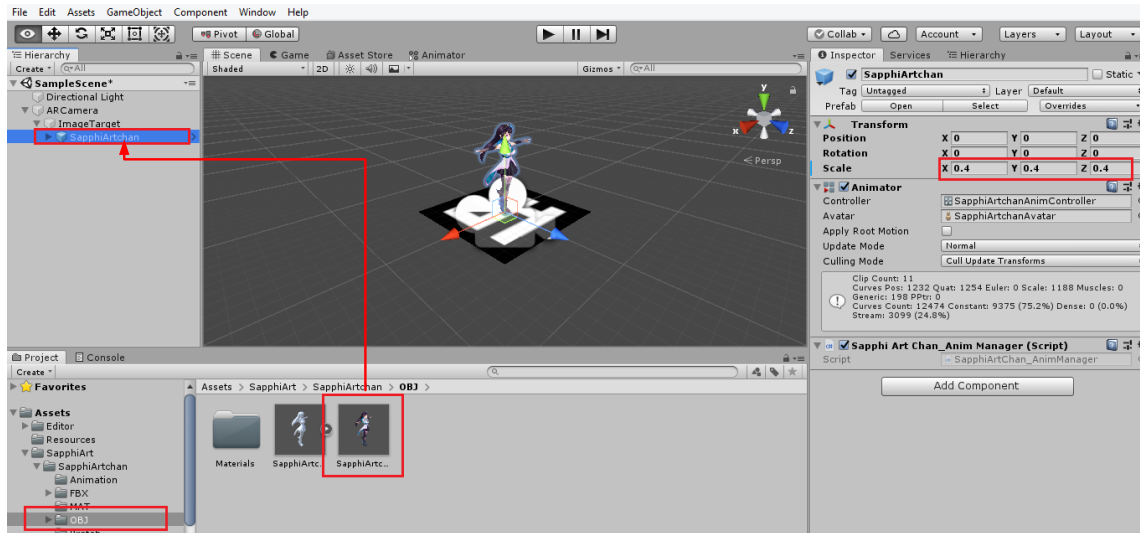 File Edit Assets GameObject Component Window Help
Pivot Global Collab Account Layers Layout
Hierarchy
Create All
SampleScene*
Directional Light
ARCamera
ImageTarget
SapphiArtchan
Scene Game Asset Store Animator
Shaded 2D Gizmos All
y
x z
Persp
Inspector Services Hierarchy
SapphiArtchan Static
Tag Untagged Layer Default
Prefab Open Select Overrides
Transform
Position X 0 Y 0 Z 0
Rotation X 0 Y 0 Z 0
Scale X 0.4 Y 0.4 Z 0.4
Animator
Controller SapphiArtchanAnimController
Avatar SapphiArtchanAvatar
Apply Root Motion
Update Mode Normal
Culling Mode Cull Update Transforms
Clip Count: 11
Curves Pos: 1232 Quat: 1254 Euler: 0 Scale: 1188 Muscles: 0
Generic: 198 PPtr: 0
Curves Count: 12474 Constant: 9375 (75.2%) Dense: 0 (0.0%)
Stream: 3099 (24.8%)
Sapphi Art Chan_Anim Manager (Script)
Script SapphiArtChan_AnimManager
Add Component
Project Console
Create
Favorites
Assets
Editor
Resources
SapphiArt
SapphiArtchan
Animation
FBX
MAT
OBJ
Assets > SapphiArt > SapphiArtchan > OBJ >
Materials SapphiArtc.. SapphiArtc..